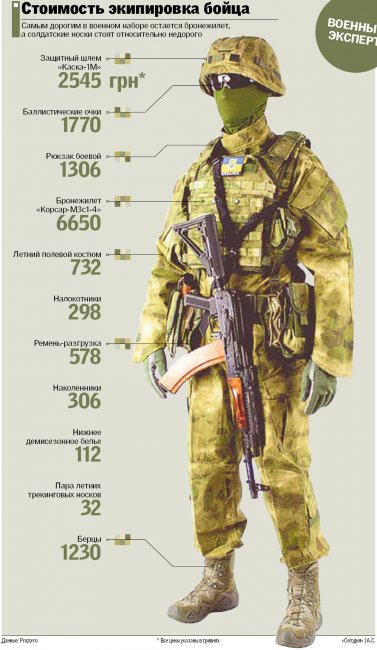 Стоимость экипировка бойца
Самым дорогим в военном наборе остается бронежилет,
а солдатские носки стоят относительно недорого
ВОЕННЫ
ЭКСПЕРТ
Защитный шлем
«Каска-1М»
2545 грн*
Баллистические очки
1770
Рюкзак боевой
1306
Бронежилет
«Корсар-М3с1-4»
6650
Летний полевой костюм
732
Налокотники
298
Ремень-разгрузка
578
Наколенники
306
Нижнее
демисезонное белье
112
Пара летних
трекинговых носков
32
Берцы
1230
Данные: Prozorro
* Все цены указаны в гривнях
«Сегодня» | А.С.